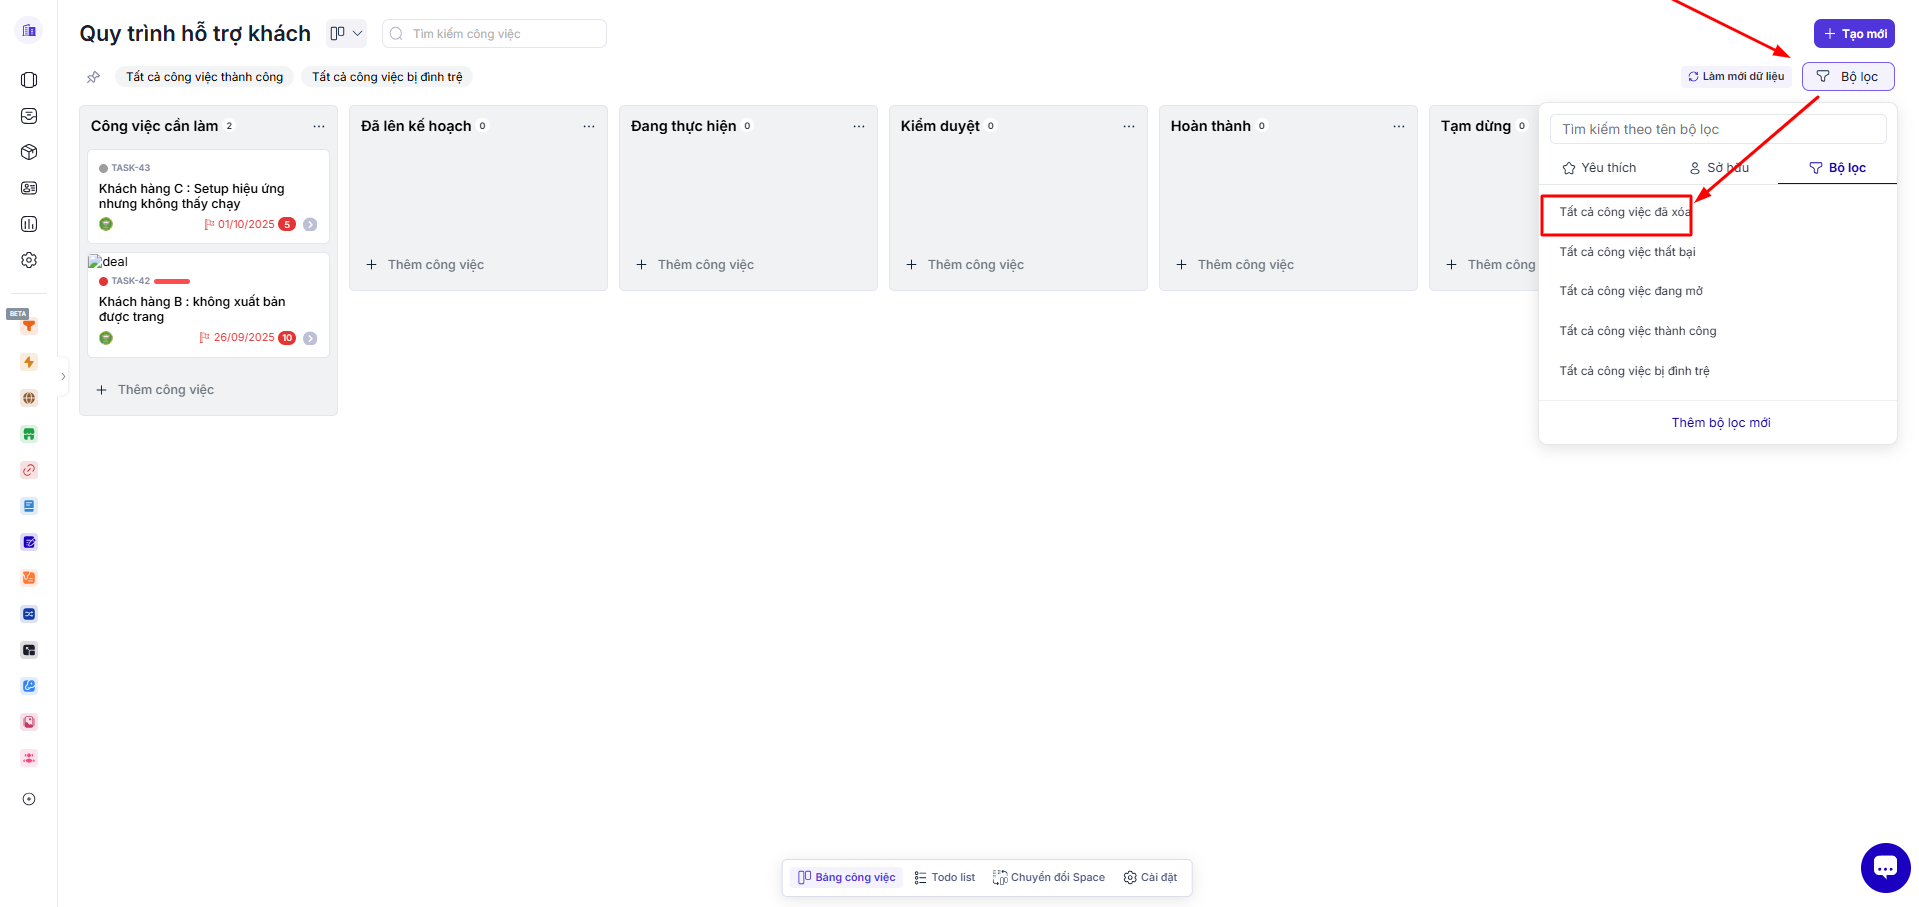 Quy trình hỗ trợ khách
Tìm kiếm công việc
Tạo mới
Tất cả công việc thành công
Tất cả công việc bị đình trệ
Làm mới dữ liệu
Bộ lọc
Công việc cần làm 2
TASK-43
Khách hàng C : Setup hiệu ứng
nhưng không thấy chạy
01/10/2025 5
deal
TASK-42
Khách hàng B : không xuất bản
được trang
26/09/2025 10
Thêm công việc
Đã lên kế hoạch 0
Thêm công việc
Đang thực hiện 0
Thêm công việc
Kiểm duyệt 0
Thêm công việc
Hoàn thành 0
Thêm công việc
Tạm dừng 0
Thêm công
Tìm kiếm theo tên bộ lọc
Yêu thích
Sở hữu
Bộ lọc
Tất cả công việc đã xóa
Tất cả công việc thất bại
Tất cả công việc đang mở
Tất cả công việc thành công
Tất cả công việc bị đình trệ
Thêm bộ lọc mới
BETA
Bảng công việc
Todo list
Chuyển đổi Space
Cài đặt